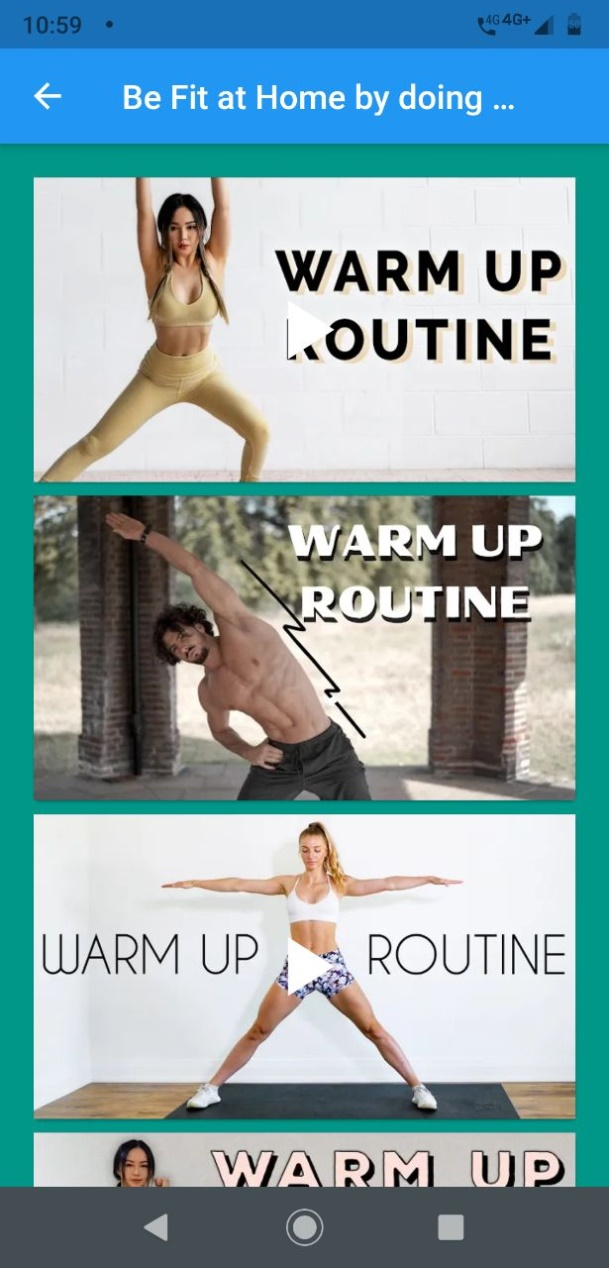 10:59
4G 4G+
Be Fit at Home by doing ...
WARM UP
ROUTINE
WARM UP
ROUTINE
WARM UP ROUTINE
WARM UP